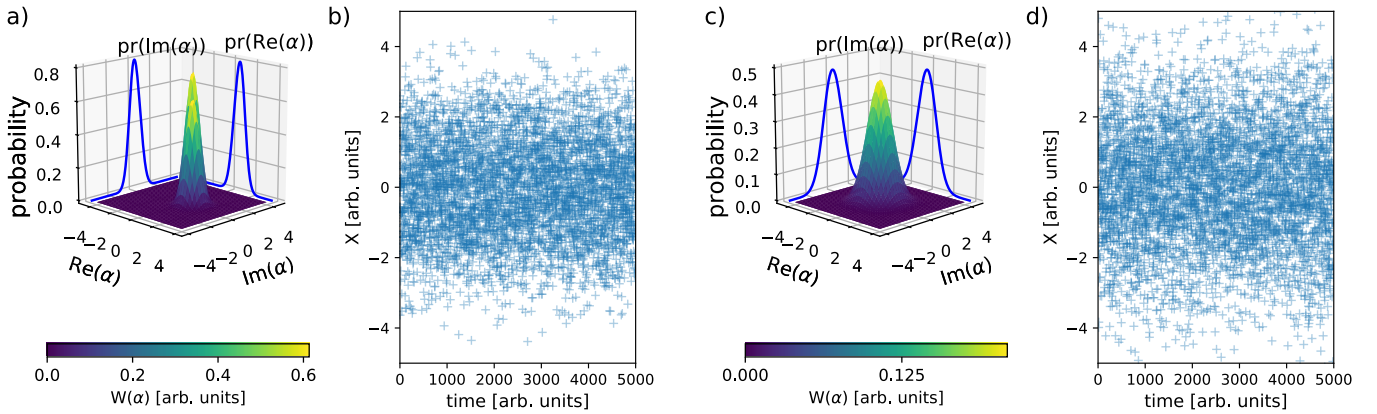 a)
pr(Im(α))
pr(Re(α))
0.8
0.6
0.4
0.2
0.0
probability
−4
−2
0
2
4
Re(α)
−4
−2
0
2
4
Im(α)
0.0
0.2
0.4
0.6
W(α) [arb. units]
b)
4
2
0
−2
−4
X [arb. units]
0
1000
2000
3000
4000
5000
time [arb. units]
c)
pr(Im(α))
pr(Re(α))
0.5
0.4
0.3
0.2
0.1
0.0
probability
−4
−2
0
2
4
Re(α)
−4
−2
0
2
4
Im(α)
0.000
0.125
W(α) [arb. units]
d)
4
2
0
−2
−4
X [arb. units]
0
1000
2000
3000
4000
5000
time [arb. units]